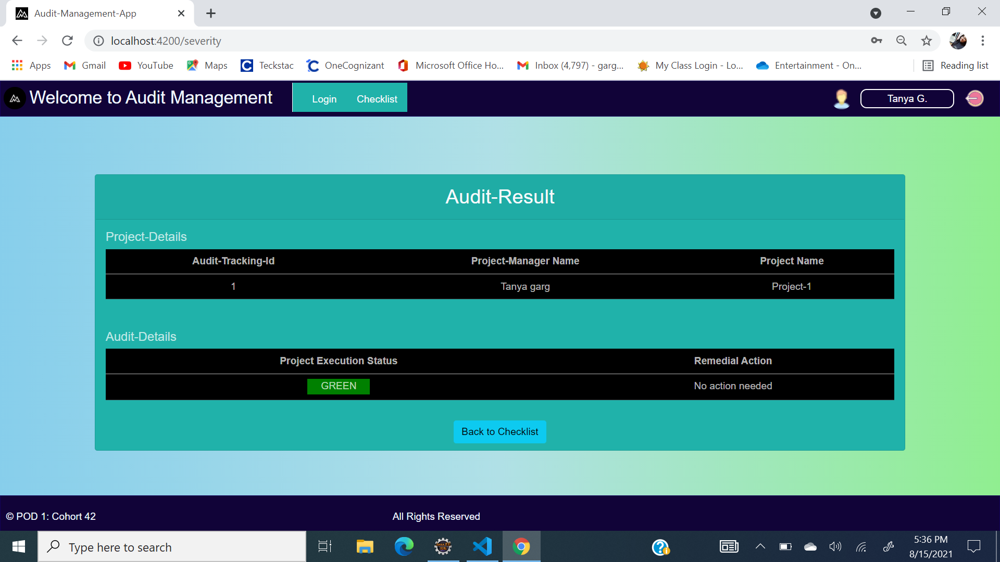 Audit-Management-App
localhost:4200/severity
Apps Gmail YouTube Maps Teckstac OneCognizant Microsoft Office Ho... Inbox (4,797) - garg... My Class Login - Lo... Entertainment - On... Reading list
Welcome to Audit Management Login Checklist Tanya G.
Audit-Result
Project-Details
Audit-Tracking-Id Project-Manager Name Project Name
1 Tanya garg Project-1
Audit-Details
Project Execution Status Remedial Action
GREEN No action needed
Back to Checklist
© POD 1: Cohort 42 All Rights Reserved
Type here to search
5:36 PM
8/15/2021